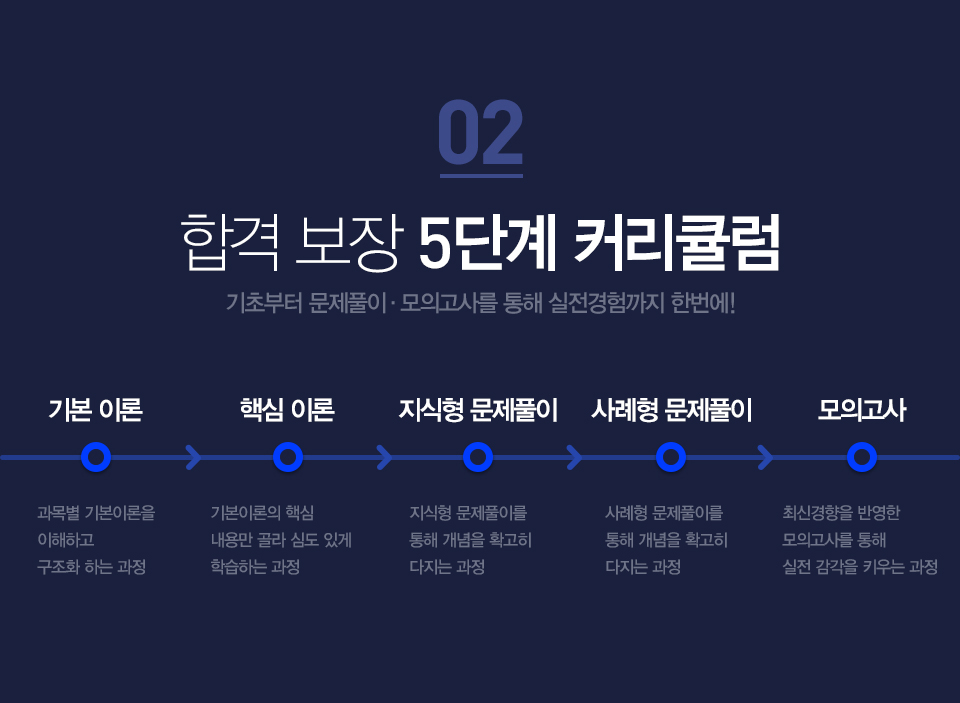 02
합격 보장 5단계 커리큘럼
기초부터 문제풀이·모의고사를 통해 실전경험까지 한번에!
기본 이론
핵심 이론
지식형 문제풀이
사례형 문제풀이
모의고사
과목별 기본이론을
이해하고
구조화 하는 과정
기본이론의 핵심
내용만 골라 심도 있게
학습하는 과정
지식형 문제풀이를
통해 개념을 확고히
다지는 과정
사례형 문제풀이를
통해 개념을 확고히
다지는 과정
최신경향을 반영한
모의고사를 통해
실전 감각을 키우는 과정